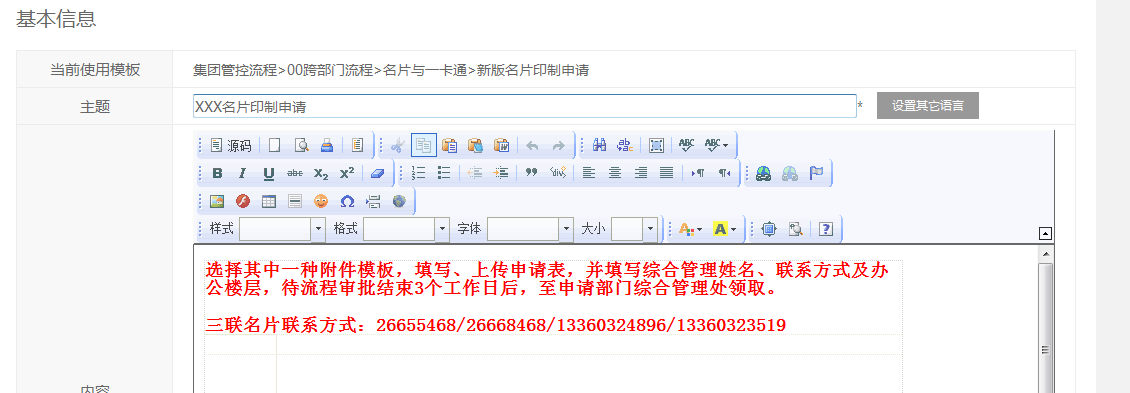 基本信息
当前使用模板
集团管控流程>00跨部门流程>名片与一卡通>新版名片印制申请
主题
XXX名片印制申请
*
设置其它语言
源码
样式
格式
字体
大小
选择其中一种附件模板，填写、上传申请表，并填写综合管理姓名、联系方式及办
公楼层，待流程审批结束3个工作日后，至申请部门综合管理处领取。
三联名片联系方式：26655468/26668468/13360324896/13360323519
内容